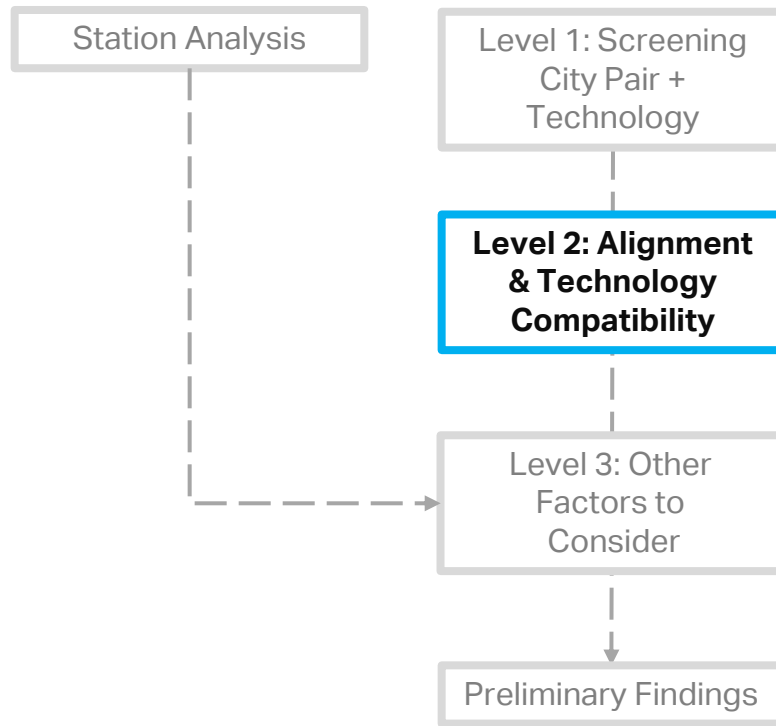 Station Analysis
Level 1: Screening
City Pair +
Technology
Level 2: Alignment
& Technology
Compatibility
Level 3: Other
Factors to
Consider
Preliminary Findings